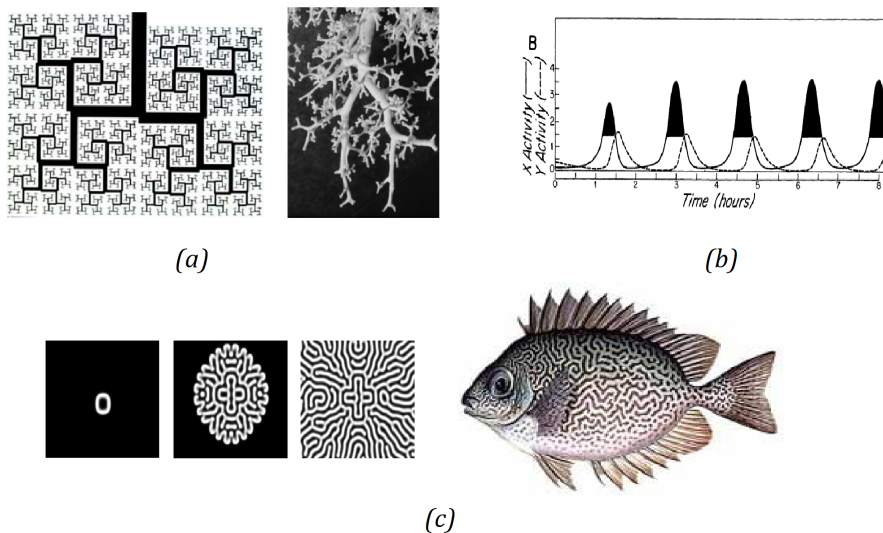 B
X Activity (——)
Y Activity (----)
4
3
2
1
0
0 1 2 3 4 5 6 7 8
Time (hours)
(a)
(b)
(c)